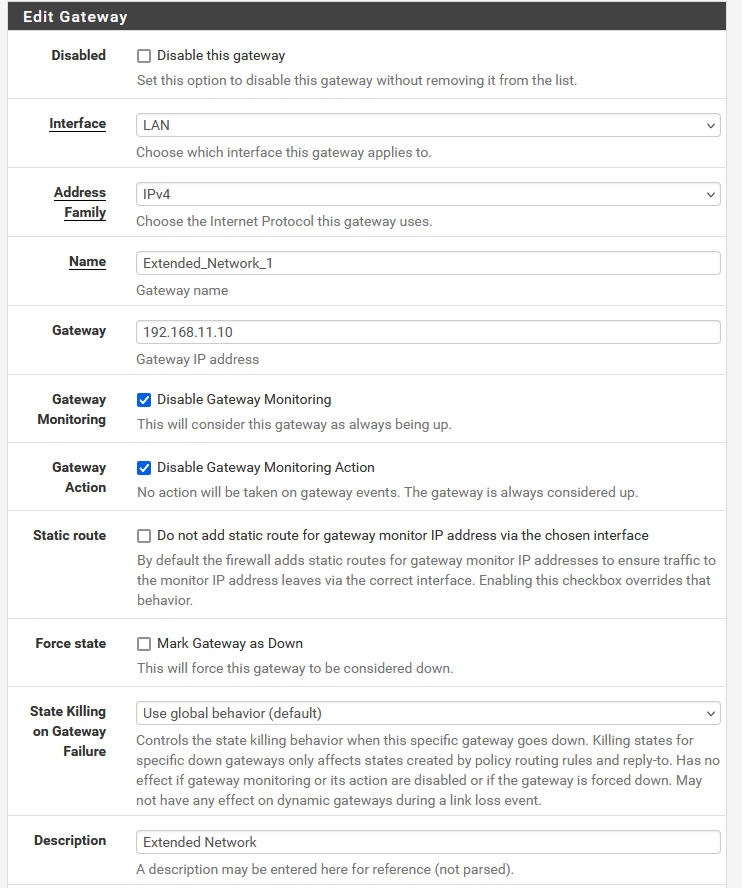 Edit Gateway
Disabled
Disable this gateway
Set this option to disable this gateway without removing it from the list.
Interface
LAN
Choose which interface this gateway applies to.
Address
Family
IPv4
Choose the Internet Protocol this gateway uses.
Name
Extended_Network_1
Gateway name
Gateway
192.168.11.10
Gateway IP address
Gateway
Monitoring
Disable Gateway Monitoring
This will consider this gateway as always being up.
Gateway
Action
Disable Gateway Monitoring Action
No action will be taken on gateway events. The gateway is always considered up.
Static route
Do not add static route for gateway monitor IP address via the chosen interface
By default the firewall adds static routes for gateway monitor IP addresses to ensure traffic to
the monitor IP address leaves via the correct interface. Enabling this checkbox overrides that
behavior.
Force state
Mark Gateway as Down
This will force this gateway to be considered down.
State Killing
on Gateway
Failure
Use global behavior (default)
Controls the state killing behavior when this specific gateway goes down. Killing states for
specific down gateways only affects states created by policy routing rules and reply-to. Has no
effect if gateway monitoring or its action are disabled or if the gateway is forced down. May
not have any effect on dynamic gateways during a link loss event.
Description
Extended Network
A description may be entered here for reference (not parsed).